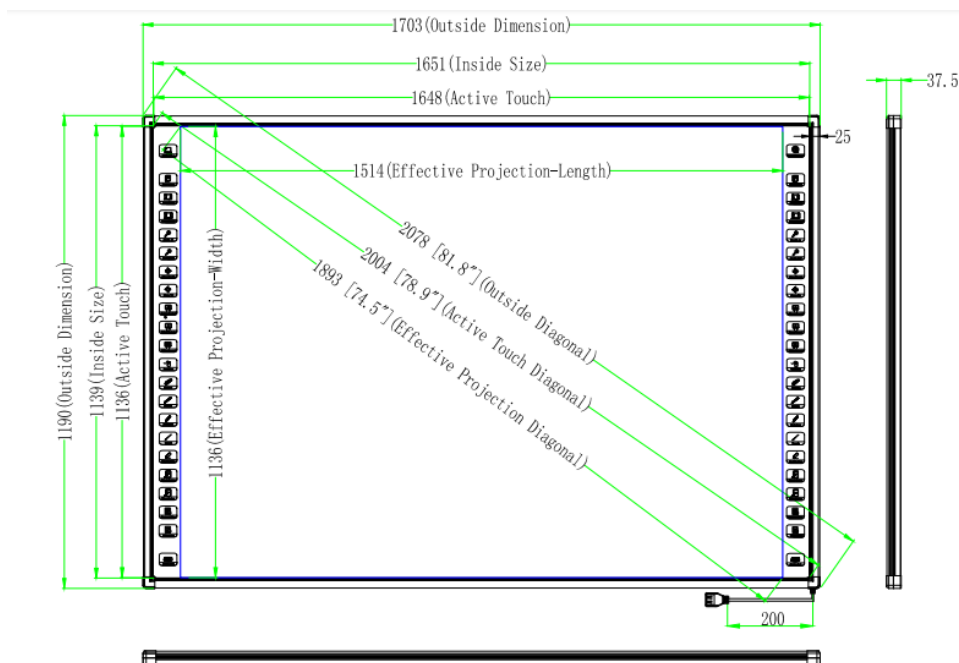 1703(Outside Dimension)
1651(Inside Size)
1648(Active Touch)
37.5
25
1514(Effective Projection-Length)
2078 [81.8″](Outside Diagonal)
2004 [78.9″](Active Touch Diagonal)
1893 [74.5″](Effective Projection Diagonal)
1190(Outside Dimension)
1139(Inside Size)
1136(Active Touch)
1136(Effective Projection-Width)
200